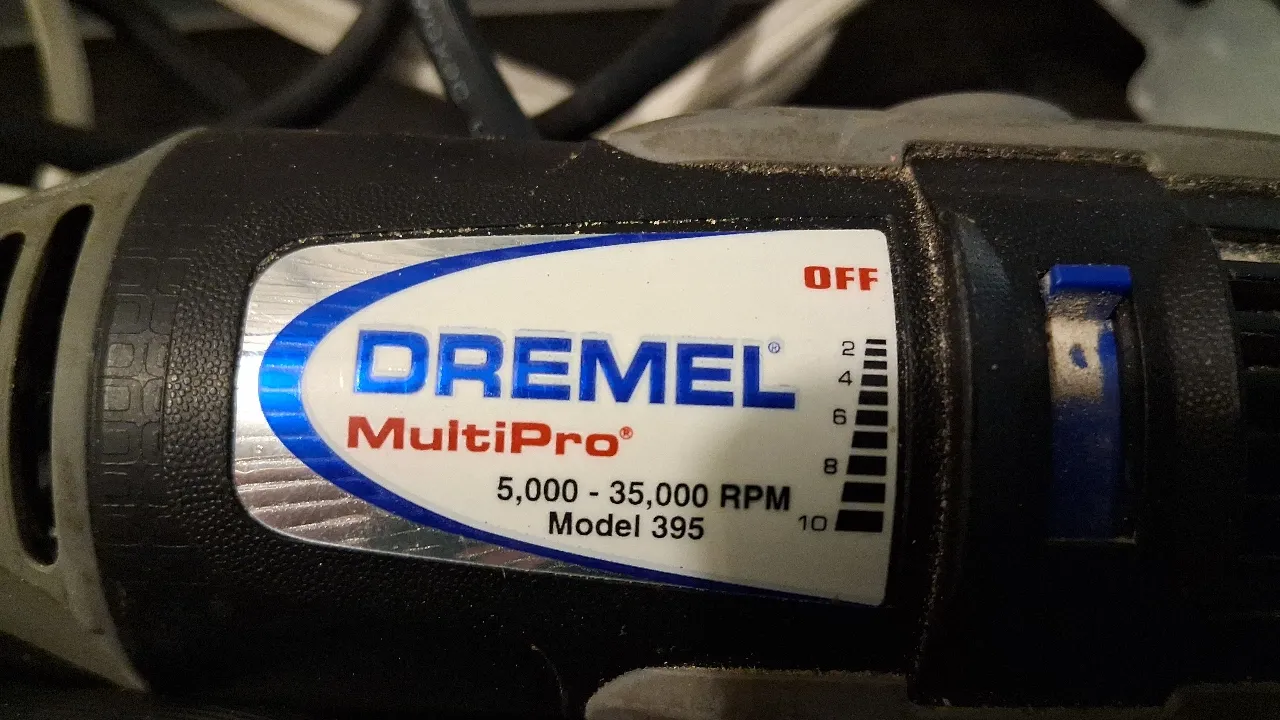 OFF
DREMEL®
MultiPro®
5,000 - 35,000 RPM
Model 395
2
4
6
8
10